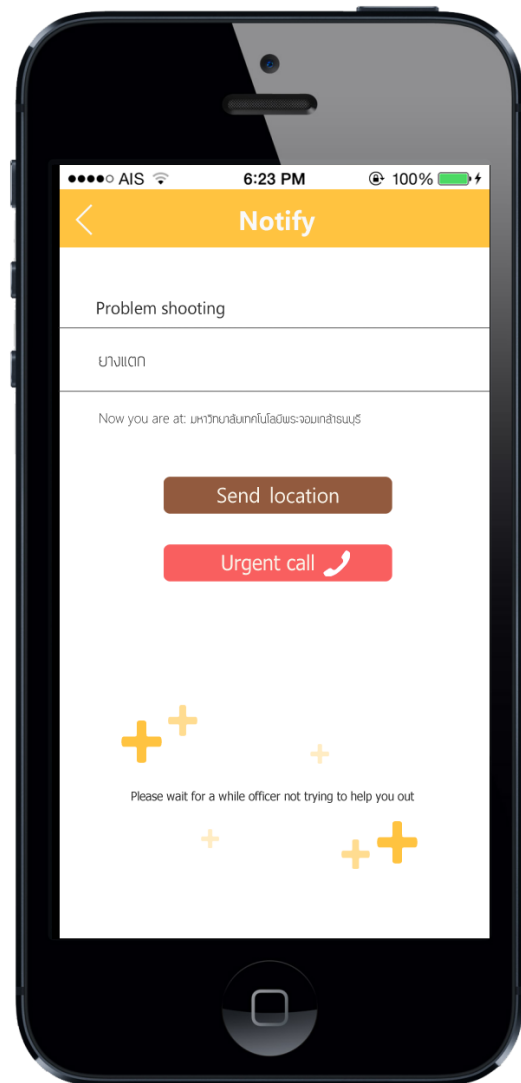 AIS 6:23 PM 100%
Notify
Problem shooting
ยางแตก
Now you are at: มหาวิทยาลัยเทคโนโลยีพระจอมเกล้าธนบุรี
Send location
Urgent call
Please wait for a while officer not trying to help you out